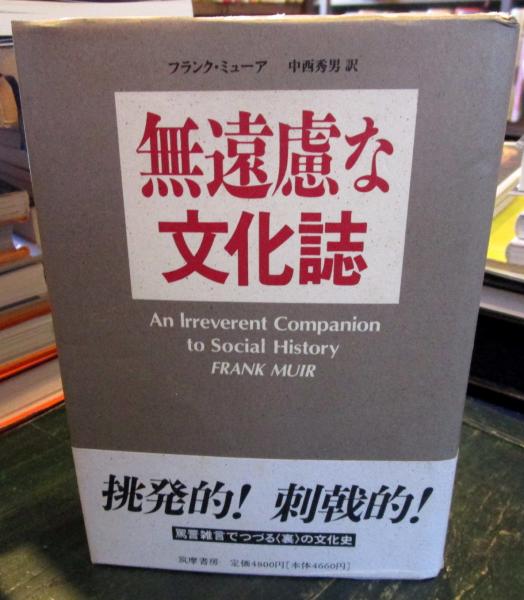 フランク・ミューア　中西秀男 訳
無遠慮な
文化誌
An Irreverent Companion
to Social History
FRANK MUIR
挑発的! 刺戟的!
罵詈雑言でつづる〈裏〉の文化史
筑摩書房　定価4800円[本体4660円]